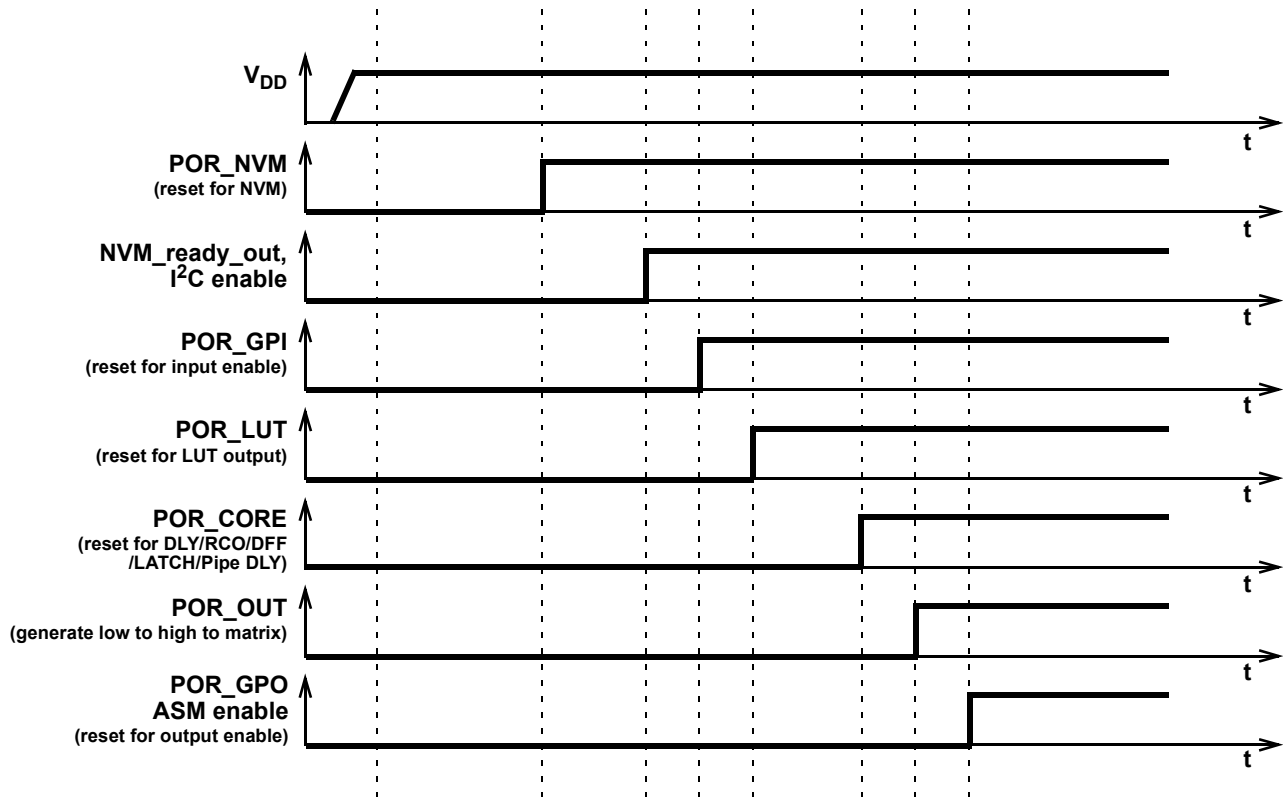 VDD
t
POR_NVM
(reset for NVM)
t
NVM_ready_out,
I2C enable
t
POR_GPI
(reset for input enable)
t
POR_LUT
(reset for LUT output)
t
POR_CORE
(reset for DLY/RCO/DFF
/LATCH/Pipe DLY)
t
POR_OUT
(generate low to high to matrix)
t
POR_GPO
ASM enable
(reset for output enable)
t